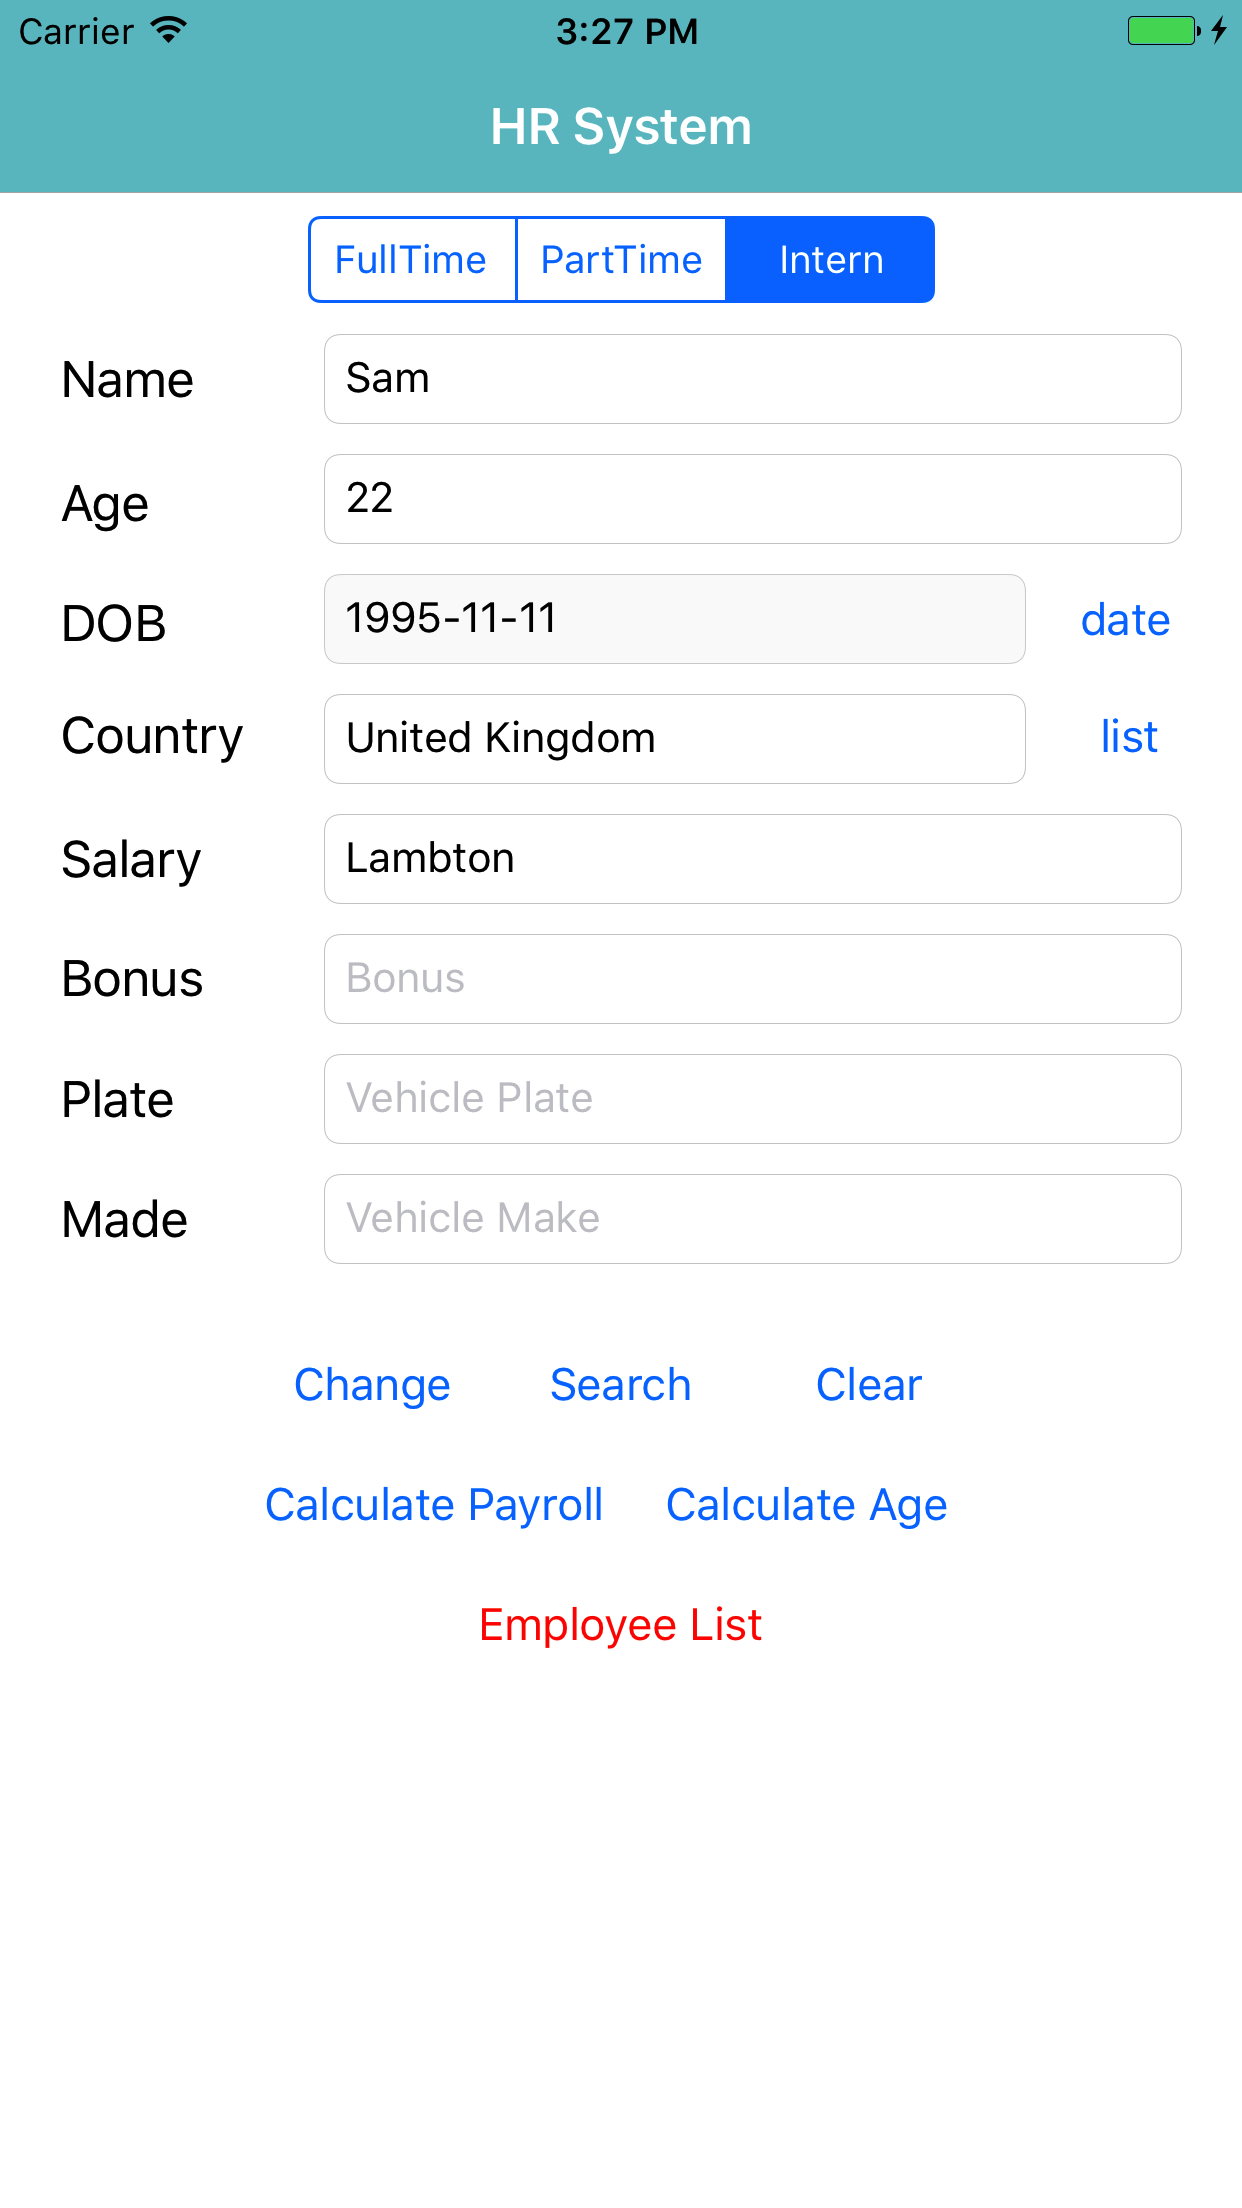 Carrier 3:27 PM
HR System
FullTime PartTime Intern
Name Sam
Age 22
DOB 1995-11-11 date
Country United Kingdom list
Salary Lambton
Bonus Bonus
Plate Vehicle Plate
Made Vehicle Make
Change Search Clear
Calculate Payroll Calculate Age
Employee List